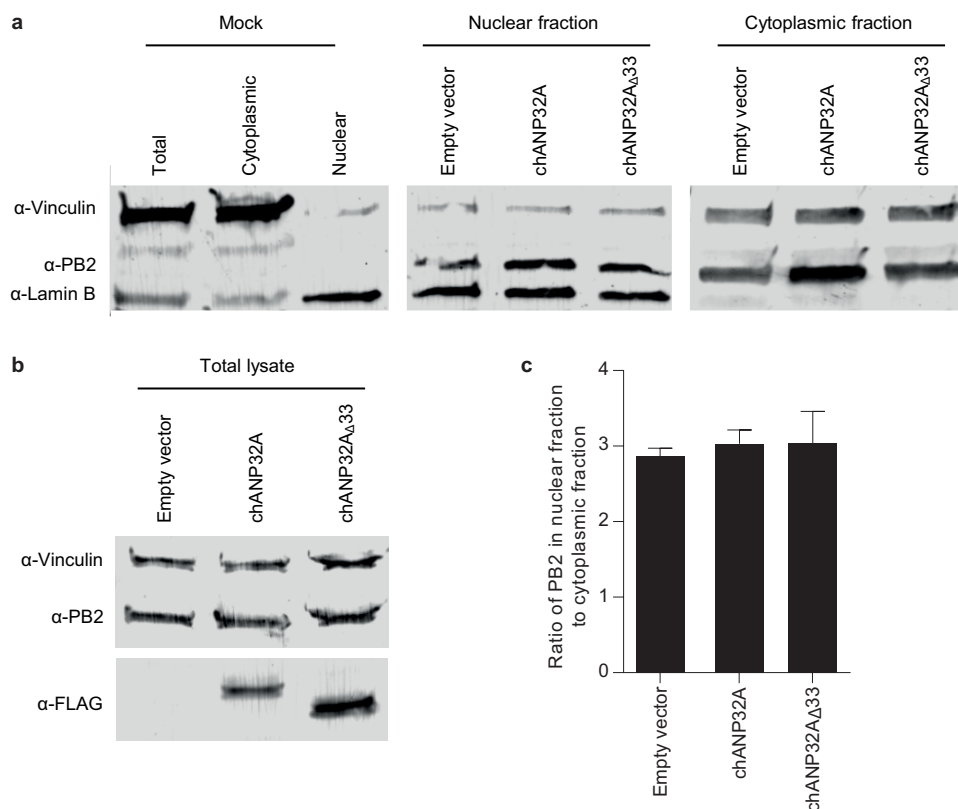 a
Mock
Nuclear fraction
Cytoplasmic fraction
Total
Cytoplasmic
Nuclear
Empty vector
chANP32A
chANP32AΔ33
Empty vector
chANP32A
chANP32AΔ33
α-Vinculin
α-PB2
α-Lamin B
b
Total lysate
Empty vector
chANP32A
chANP32AΔ33
α-Vinculin
α-PB2
α-FLAG
c
Ratio of PB2 in nuclear fraction
to cytoplasmic fraction
4
3
2
1
0
Empty vector
chANP32A
chANP32AΔ33